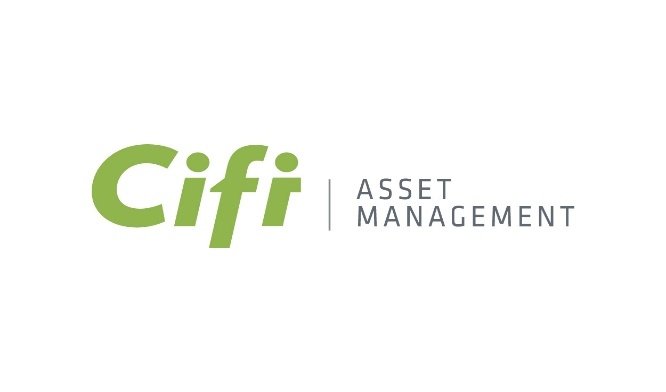 Cifi
ASSET
MANAGEMENT